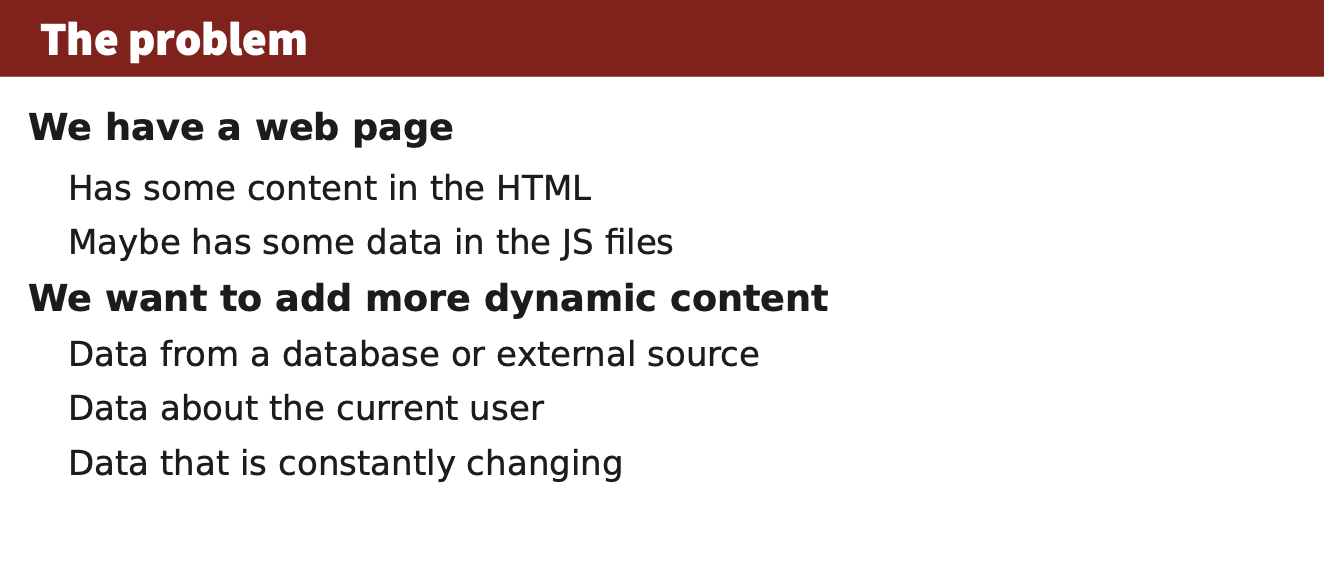 The problem
We have a web page
Has some content in the HTML
Maybe has some data in the JS files
We want to add more dynamic content
Data from a database or external source
Data about the current user
Data that is constantly changing